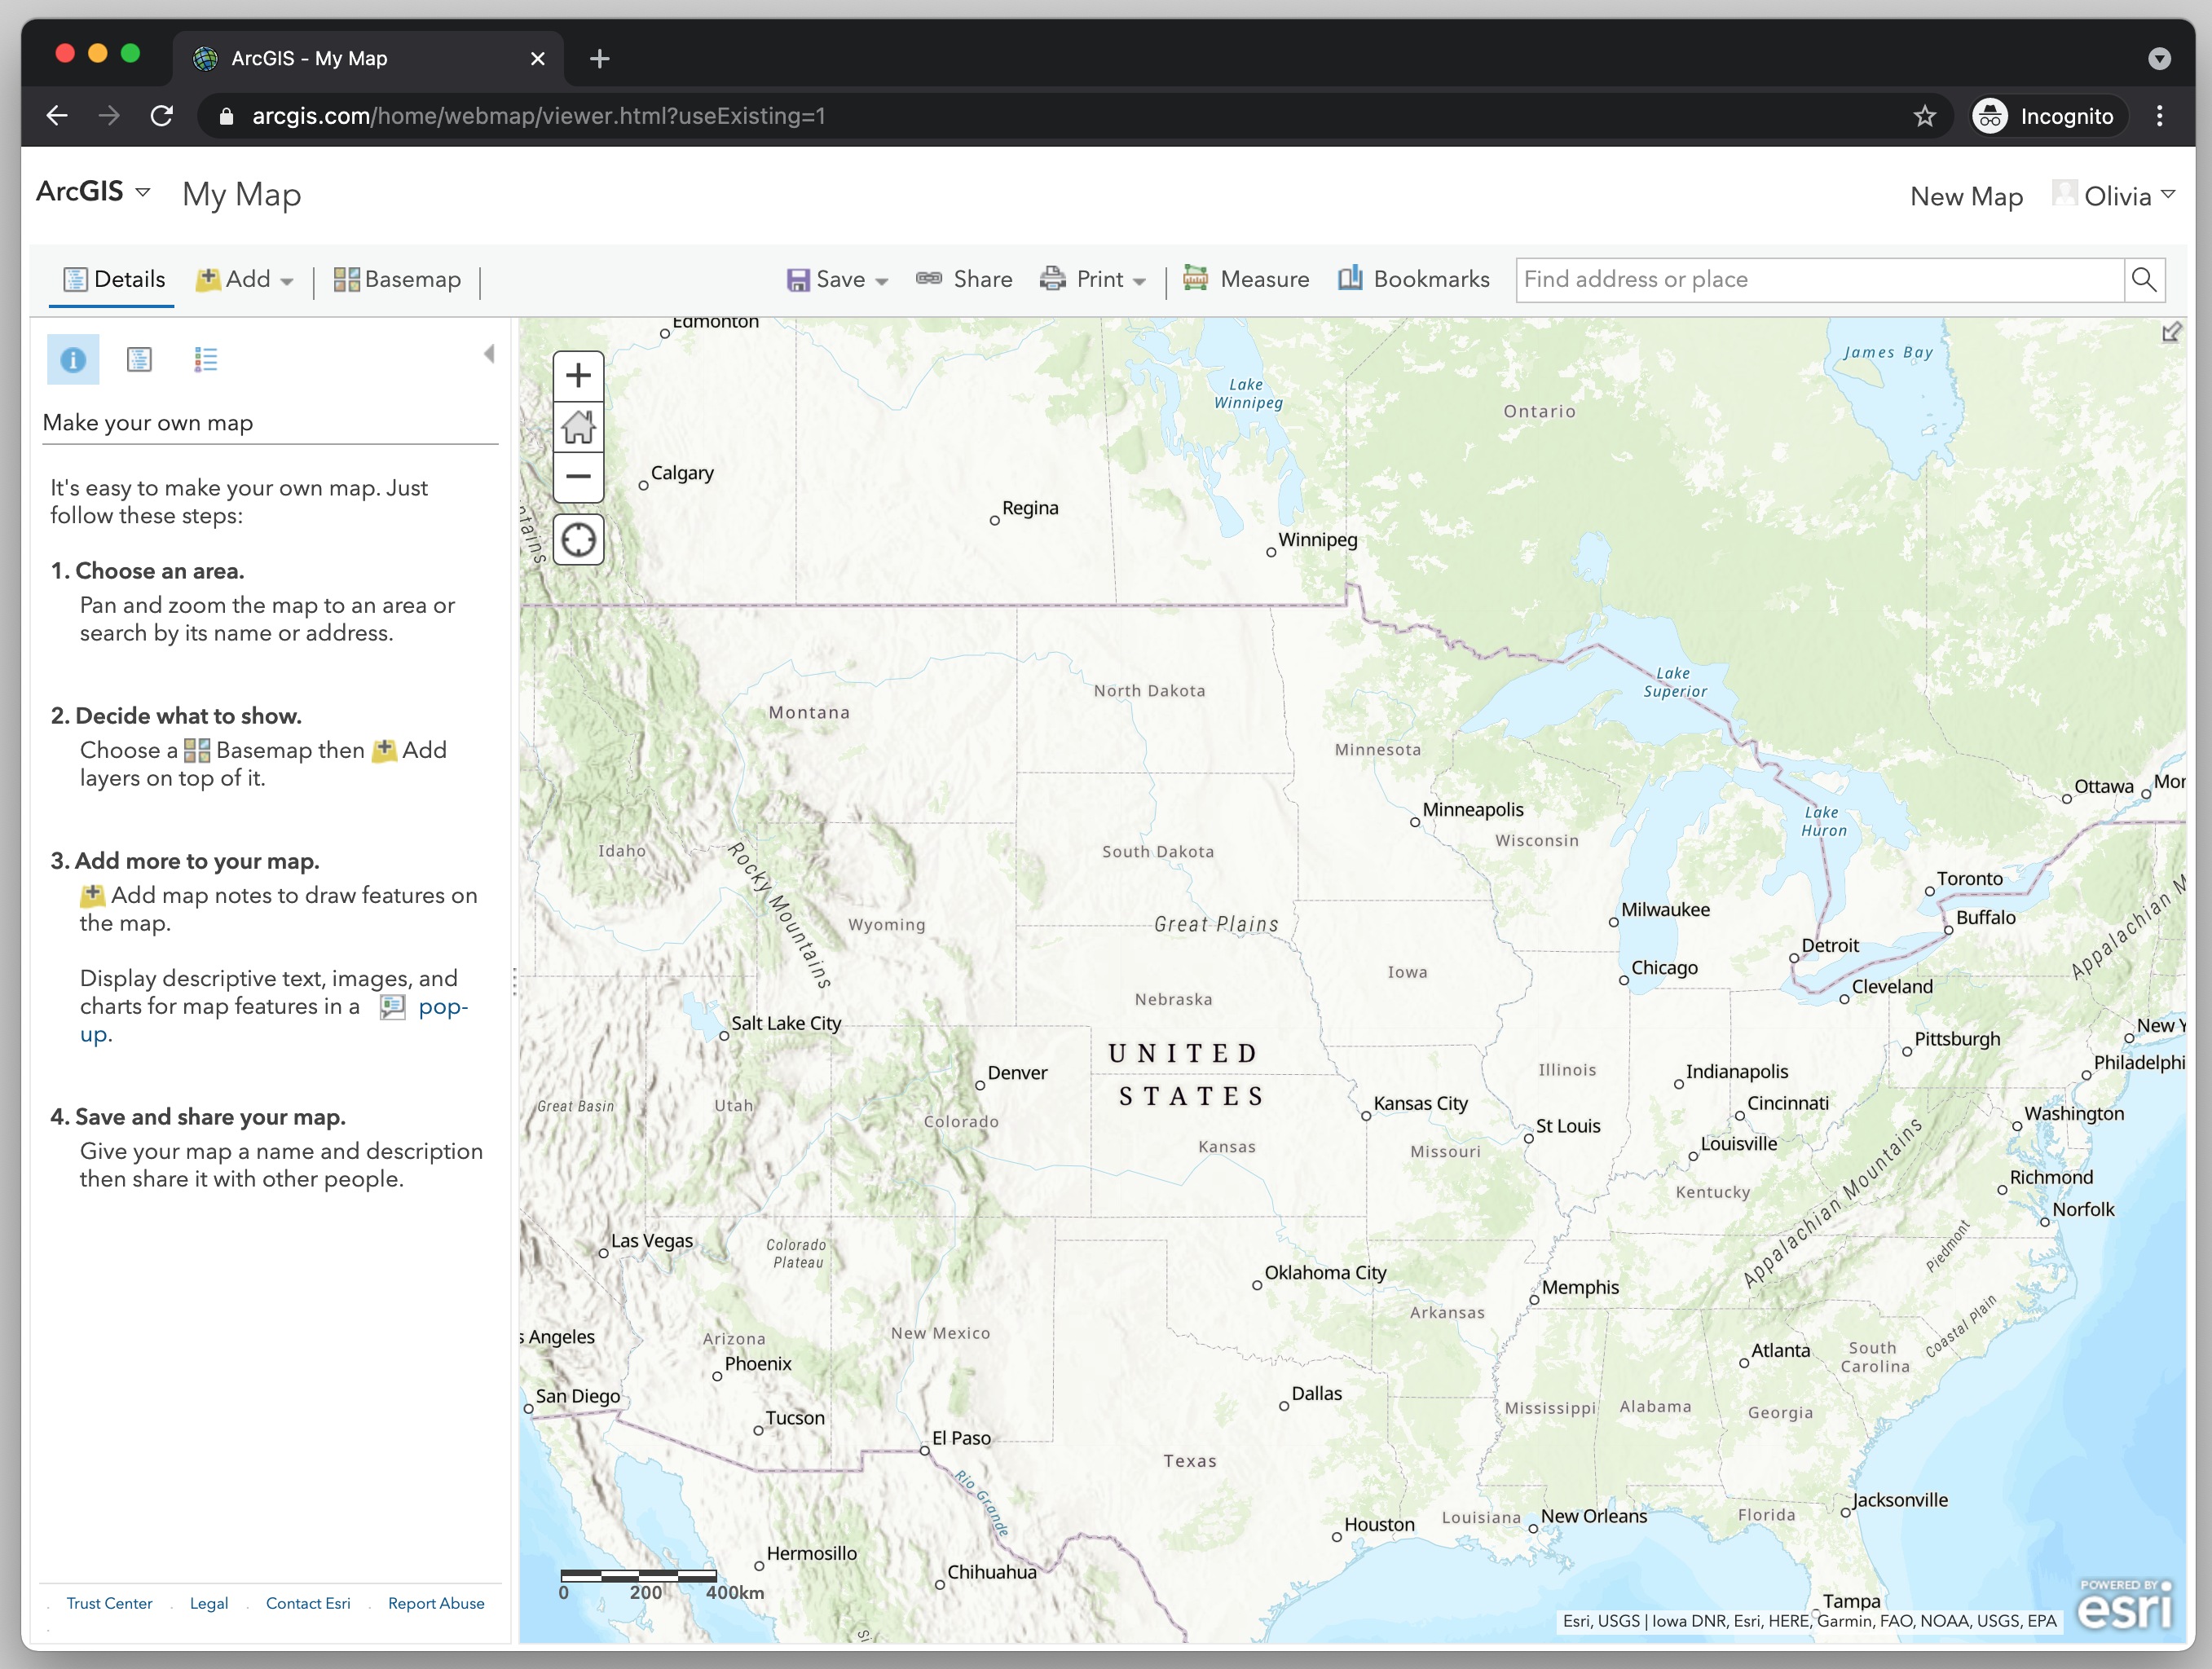 ArcGIS - My Map
arcgis.com/home/webmap/viewer.html?useExisting=1
Incognito
ArcGIS
My Map
New Map
Olivia
Details
Add
Basemap
Save
Share
Print
Measure
Bookmarks
Find address or place
Make your own map
It's easy to make your own map. Just
follow these steps:
1. Choose an area.
Pan and zoom the map to an area or
search by its name or address.
2. Decide what to show.
Choose a Basemap then Add
layers on top of it.
3. Add more to your map.
Add map notes to draw features on
the map.
Display descriptive text, images, and
charts for map features in a pop-
up.
4. Save and share your map.
Give your map a name and description
then share it with other people.
Trust Center
Legal
Contact Esri
Report Abuse
Edmonton
James Bay
Lake
Winnipeg
Ontario
Calgary
Regina
Winnipeg
ntains
Lake
Superior
North Dakota
Montana
Minnesota
Ottawa
Mor
Minneapolis
Lake
Huron
Wisconsin
Idaho
South Dakota
Rocky Mountains
Toronto
Milwaukee
Buffalo
Wyoming
Great Plains
Appalachian M
Detroit
Chicago
Iowa
Cleveland
Nebraska
Salt Lake City
New Y
Pittsburgh
UNITED
STATES
Philadelphi
Denver
Illinois
Indianapolis
Great Basin
Utah
Kansas City
Cincinnati
Washington
Colorado
St Louis
Kansas
Missouri
Louisville
Richmond
Kentucky
Appalachian Mountains
Norfolk
Las Vegas
Colorado
Plateau
Piedmont
Oklahoma City
Memphis
Arkansas
s Angeles
Arizona
New Mexico
Coastal Plain
Phoenix
Atlanta
South
Carolina
San Diego
Dallas
Tucson
Mississippi
Alabama
Georgia
El Paso
Texas
Rio Grande
Jacksonville
Houston
Louisiana
New Orleans
Florida
Hermosillo
Chihuahua
0
200
400km
Tampa
Si
Esri, USGS | Iowa DNR, Esri, HERE, Garmin, FAO, NOAA, USGS, EPA
POWERED BY
esri